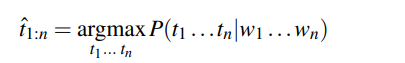 t̂1:n = argmax P(t1 ... tn|w1 ... wn)
t1 ... tn